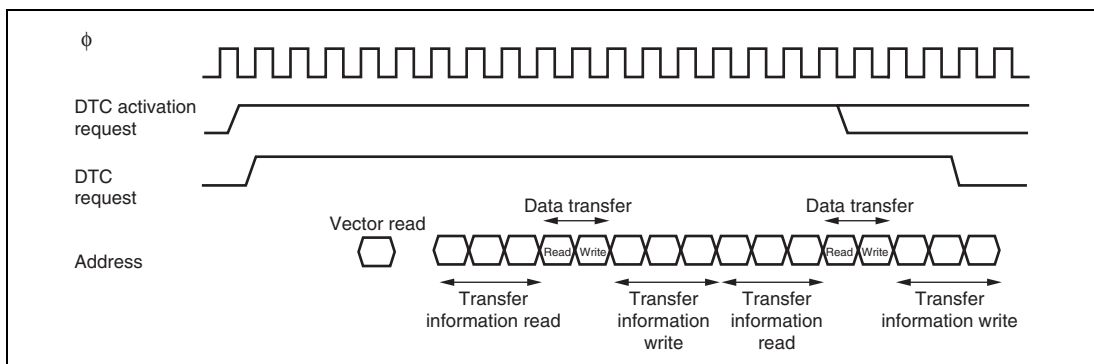 ϕ
DTC activation
request
DTC
request
Data transfer
Data transfer
Vector read
Read
Write
Read
Write
Address
Transfer
information read
Transfer
information
write
Transfer
information
read
Transfer
information write